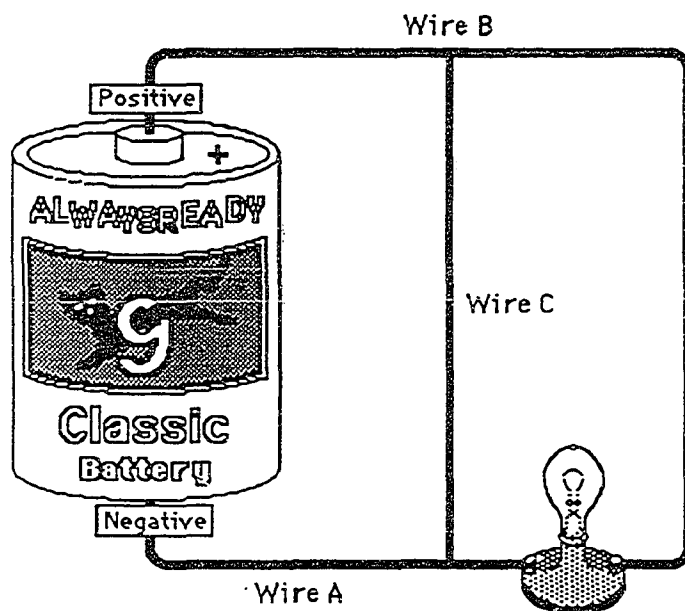 Wire B
Positive
+
ALWAYSREADY
9
Wire C
Classic
Battery
Negative
Wire A